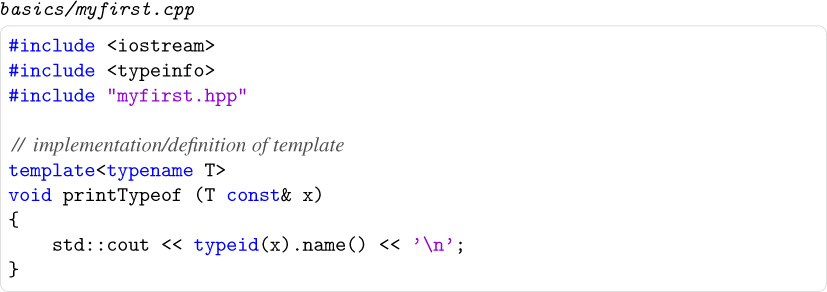 basics/myfirst.cpp
#include <iostream>
#include <typeinfo>
#include "myfirst.hpp"
// implementation/definition of template
template<typename T>
void printTypeof (T const& x)
{
    std::cout << typeid(x).name() << '\n';
}